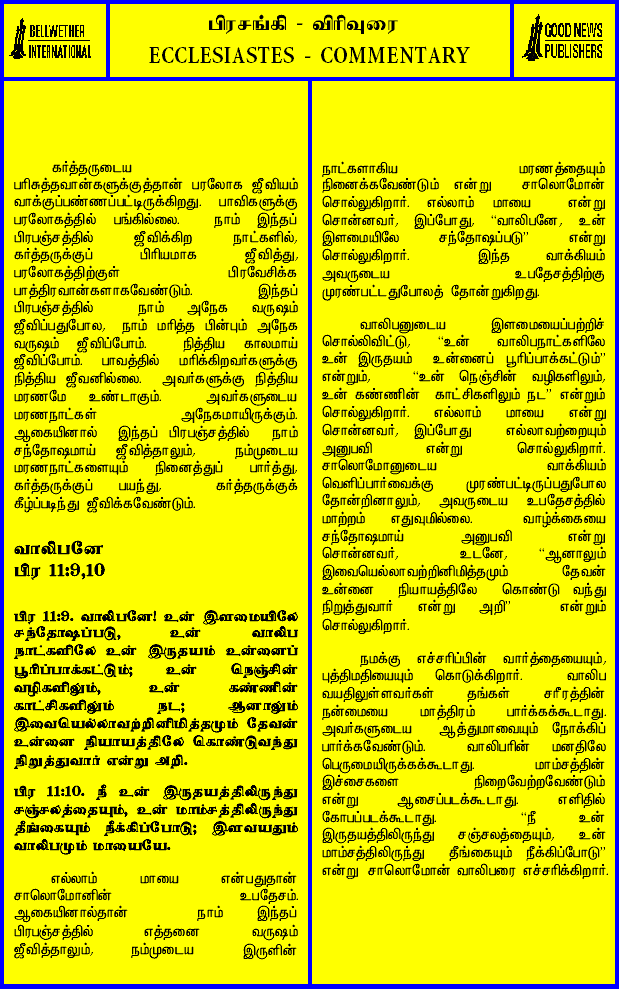 BELLWETHER
INTERNATIONAL
பிரசங்கி - விரிவுரை
ECCLESIASTES - COMMENTARY
GOOD NEWS
PUBLISHERS
கர்த்தருடைய
பரிசுத்தவான்களுக்குத்தான் பரலோக ஜீவியம்
வாக்குப்பண்ணப்பட்டிருக்கிறது. பாவிகளுக்கு
பரலோகத்தில் பங்கில்லை. நாம் இந்தப்
பிரபஞ்சத்தில் ஜீவிக்கிற நாட்களில்,
கர்த்தருக்குப் பிரியமாக ஜீவித்து,
பரலோகத்திற்குள் பிரவேசிக்க
பாத்திரவான்களாகவேண்டும். இந்தப்
பிரபஞ்சத்தில் நாம் அநேக வருஷம்
ஜீவிப்பதுபோல, நாம் மரித்த பின்பும் அநேக
வருஷம் ஜீவிப்போம். நித்திய காலமாய்
ஜீவிப்போம். பாவத்தில் மரிக்கிறவர்களுக்கு
நித்திய ஜீவனில்லை. அவர்களுக்கு நித்திய
மரணமே உண்டாகும். அவர்களுடைய
மரணநாட்கள் அநேகமாயிருக்கும்.
ஆகையினால் இந்தப் பிரபஞ்சத்தில் நாம்
சந்தோஷமாய் ஜீவித்தாலும், நம்முடைய
மரணநாட்களையும் நினைத்துப் பார்த்து,
கர்த்தருக்குப் பயந்து, கர்த்தருக்குக்
கீழ்ப்படிந்து ஜீவிக்கவேண்டும்.
வாலிபனே
பிர 11:9,10
பிர 11:9. வாலிபனே! உன் இளமையிலே
சந்தோஷப்படு, உன் வாலிப
நாட்களிலே உன் இருதயம் உன்னைப்
பூரிப்பாக்கட்டும்; உன் நெஞ்சின்
வழிகளிலும், உன் கண்ணின்
காட்சிகளிலும் நட; ஆனாலும்
இவையெல்லாவற்றினிமித்தமும் தேவன்
உன்னை நியாயத்திலே கொண்டுவந்து
நிறுத்துவார் என்று அறி.
பிர 11:10. நீ உன் இருதயத்திலிருந்து
சஞ்சலத்தையும், உன் மாம்சத்திலிருந்து
தீங்கையும் நீக்கிப்போடு; இளவயதும்
வாலிபமும் மாயையே.
எல்லாம் மாயை என்பதுதான்
சாலொமோனின் உபதேசம்.
ஆகையினால்தான் நாம் இந்தப்
பிரபஞ்சத்தில் எத்தனை வருஷம்
ஜீவித்தாலும், நம்முடைய இருளின்
நாட்களாகிய மரணத்தையும்
நினைக்கவேண்டும் என்று சாலொமோன்
சொல்லுகிறார். எல்லாம் மாயை என்று
சொன்னவர், இப்போது, “வாலிபனே, உன்
இளமையிலே சந்தோஷப்படு” என்று
சொல்லுகிறார். இந்த வாக்கியம்
அவருடைய உபதேசத்திற்கு
முரண்பட்டதுபோலத் தோன்றுகிறது.
வாலிபனுடைய இளமையைப்பற்றிச்
சொல்லிவிட்டு, “உன் வாலிபநாட்களிலே
உன் இருதயம் உன்னைப் பூரிப்பாக்கட்டும்”
என்றும், “உன் நெஞ்சின் வழிகளிலும்,
உன் கண்ணின் காட்சிகளிலும் நட” என்றும்
சொல்லுகிறார். எல்லாம் மாயை என்று
சொன்னவர், இப்போது எல்லாவற்றையும்
அனுபவி என்று சொல்லுகிறார்.
சாலொமோனுடைய வாக்கியம்
வெளிப்பார்வைக்கு முரண்பட்டிருப்பதுபோல
தோன்றினாலும், அவருடைய உபதேசத்தில்
மாற்றம் எதுவுமில்லை. வாழ்க்கையை
சந்தோஷமாய் அனுபவி என்று
சொன்னவர், உடனே, “ஆனாலும்
இவையெல்லாவற்றினிமித்தமும் தேவன்
உன்னை நியாயத்திலே கொண்டு வந்து
நிறுத்துவார் என்று அறி” என்றும்
சொல்லுகிறார்.
நமக்கு எச்சரிப்பின் வார்த்தையையும்,
புத்திமதியையும் கொடுக்கிறார். வாலிப
வயதிலுள்ளவர்கள் தங்கள் சரீரத்தின்
நன்மையை மாத்திரம் பார்க்கக்கூடாது.
அவர்களுடைய ஆத்துமாவையும் நோக்கிப்
பார்க்கவேண்டும். வாலிபரின் மனதிலே
பெருமையிருக்கக்கூடாது. மாம்சத்தின்
இச்சைகளை நிறைவேற்றவேண்டும்
என்று ஆசைப்படக்கூடாது. எளிதில்
கோபப்படக்கூடாது. “நீ உன்
இருதயத்திலிருந்து சஞ்சலத்தையும், உன்
மாம்சத்திலிருந்து தீங்கையும் நீக்கிப்போடு”
என்று சாலொமோன் வாலிபரை எச்சரிக்கிறார்.